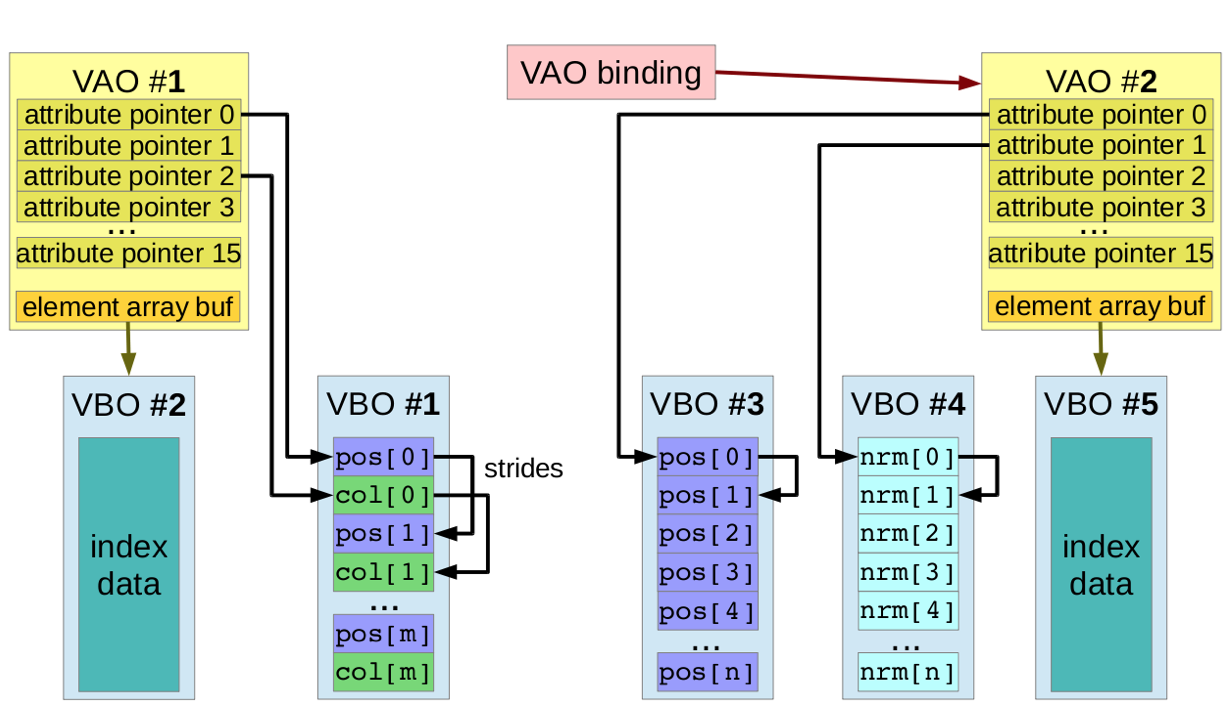 VAO #1
attribute pointer 0
attribute pointer 1
attribute pointer 2
attribute pointer 3
...
attribute pointer 15
element array buf
VAO binding
VAO #2
attribute pointer 0
attribute pointer 1
attribute pointer 2
attribute pointer 3
...
attribute pointer 15
element array buf
VBO #2
index
data
VBO #1
pos[0]
col[0]
pos[1]
col[1]
...
pos[m]
col[m]
strides
VBO #3
pos[0]
pos[1]
pos[2]
pos[3]
pos[4]
...
pos[n]
VBO #4
nrm[0]
nrm[1]
nrm[2]
nrm[3]
nrm[4]
...
nrm[n]
VBO #5
index
data